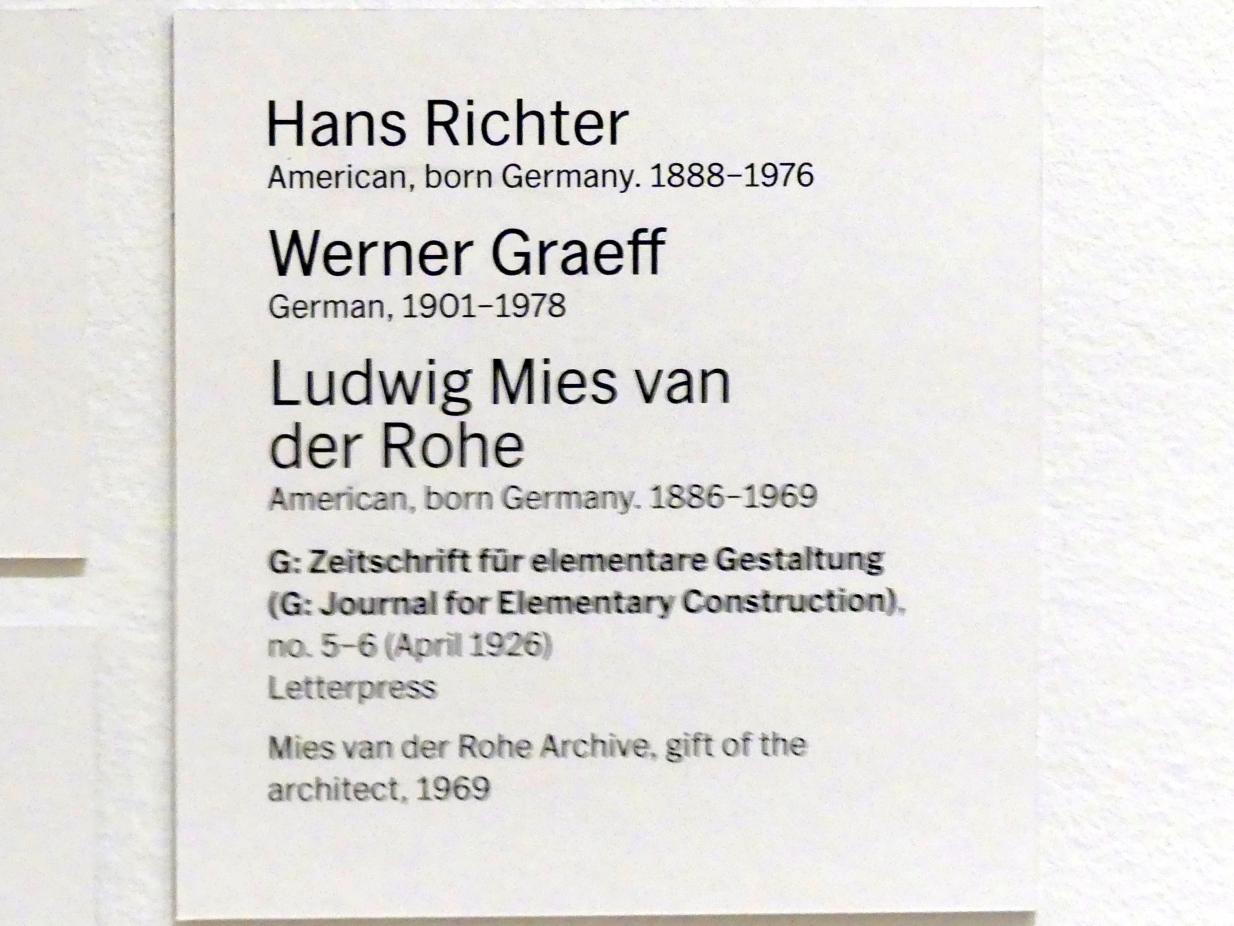 Hans Richter
American, born Germany. 1888–1976
Werner Graeff
German, 1901–1978
Ludwig Mies van
der Rohe
American, born Germany. 1886–1969
G: Zeitschrift für elementare Gestaltung
(G: Journal for Elementary Construction),
no. 5–6 (April 1926)
Letterpress
Mies van der Rohe Archive, gift of the
architect, 1969